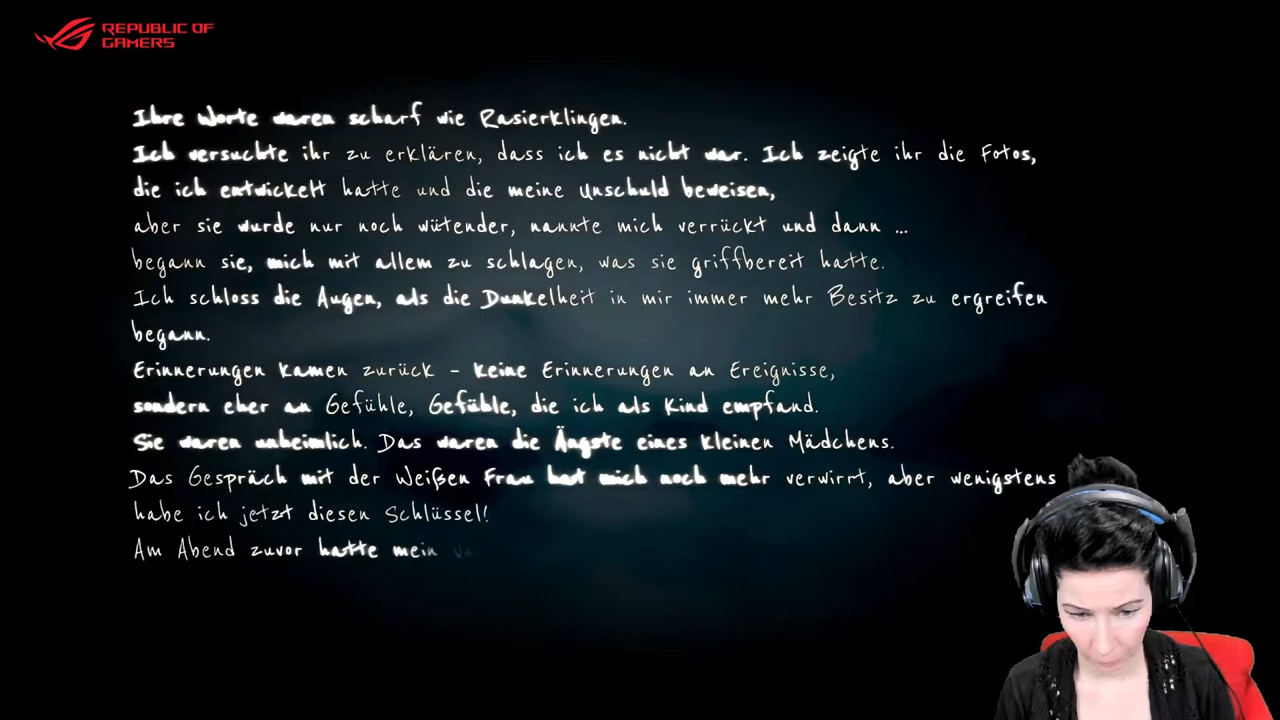 REPUBLIC OF
GAMERS
Ihre Worte waren scharf wie Rasierklingen.
Ich versuchte ihr zu erklären, dass ich es nicht war. Ich zeigte ihr die Fotos,
die ich entwickelt hatte und die meine Unschuld beweisen,
aber sie wurde nur noch wütender, nannte mich verrückt und dann ...
begann sie, mich mit allem zu schlagen, was sie griffbereit hatte.
Ich schloss die Augen, als die Dunkelheit in mir immer mehr Besitz zu ergreifen
begann.
Erinnerungen kamen zurück - keine Erinnerungen an Ereignisse,
sondern eher an Gefühle, Gefühle, die ich als Kind empfand.
Sie waren unheimlich. Das waren die Ängste eines kleinen Mädchens.
Das Gespräch mit der Weißen Frau hat mich noch mehr verwirrt, aber wenigstens
habe ich jetzt diesen Schlüssel!
Am Abend zuvor hatte mein